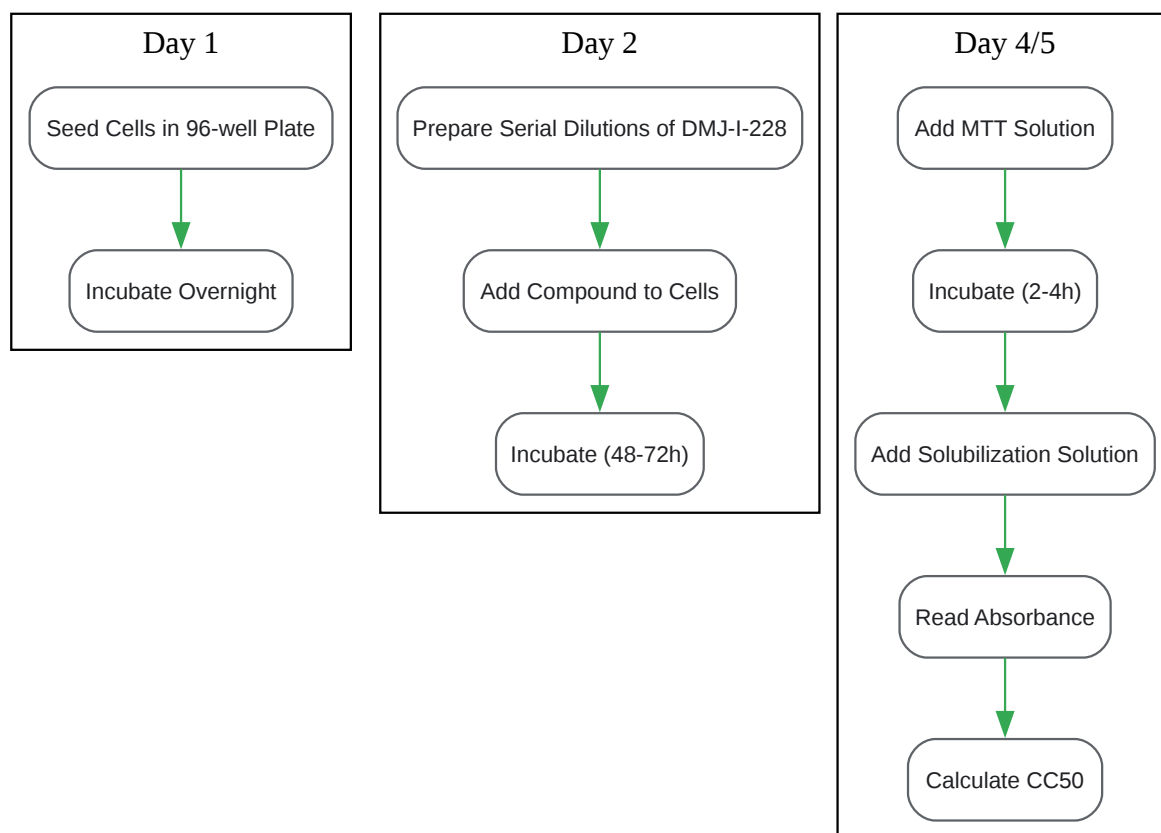 Day 1
Seed Cells in 96-well Plate
Incubate Overnight
Day 2
Prepare Serial Dilutions of DMJ-I-228
Add Compound to Cells
Incubate (48-72h)
Day 4/5
Add MTT Solution
Incubate (2-4h)
Add Solubilization Solution
Read Absorbance
Calculate CC50